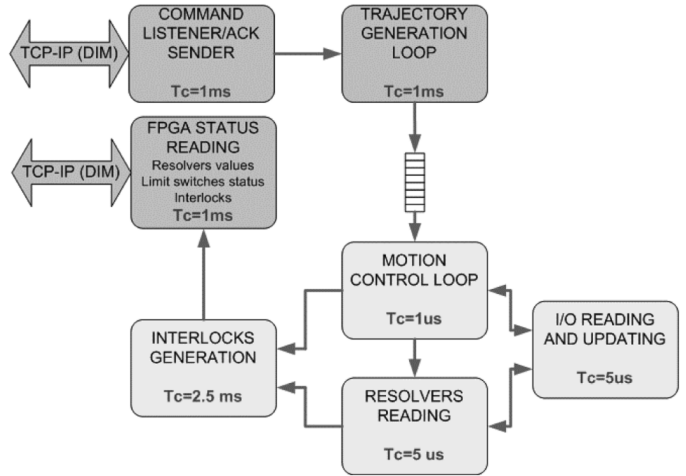 TCP-IP (DIM)
COMMAND
LISTENER/ACK
SENDER
Tc=1ms
TRAJECTORY
GENERATION
LOOP
Tc=1ms
TCP-IP (DIM)
FPGA STATUS
READING
Resolvers values
Limit switches status
Interlocks
Tc=1ms
MOTION
CONTROL LOOP
Tc=1us
I/O READING
AND UPDATING
Tc=5us
INTERLOCKS
GENERATION
Tc=2.5 ms
RESOLVERS
READING
Tc=5 us